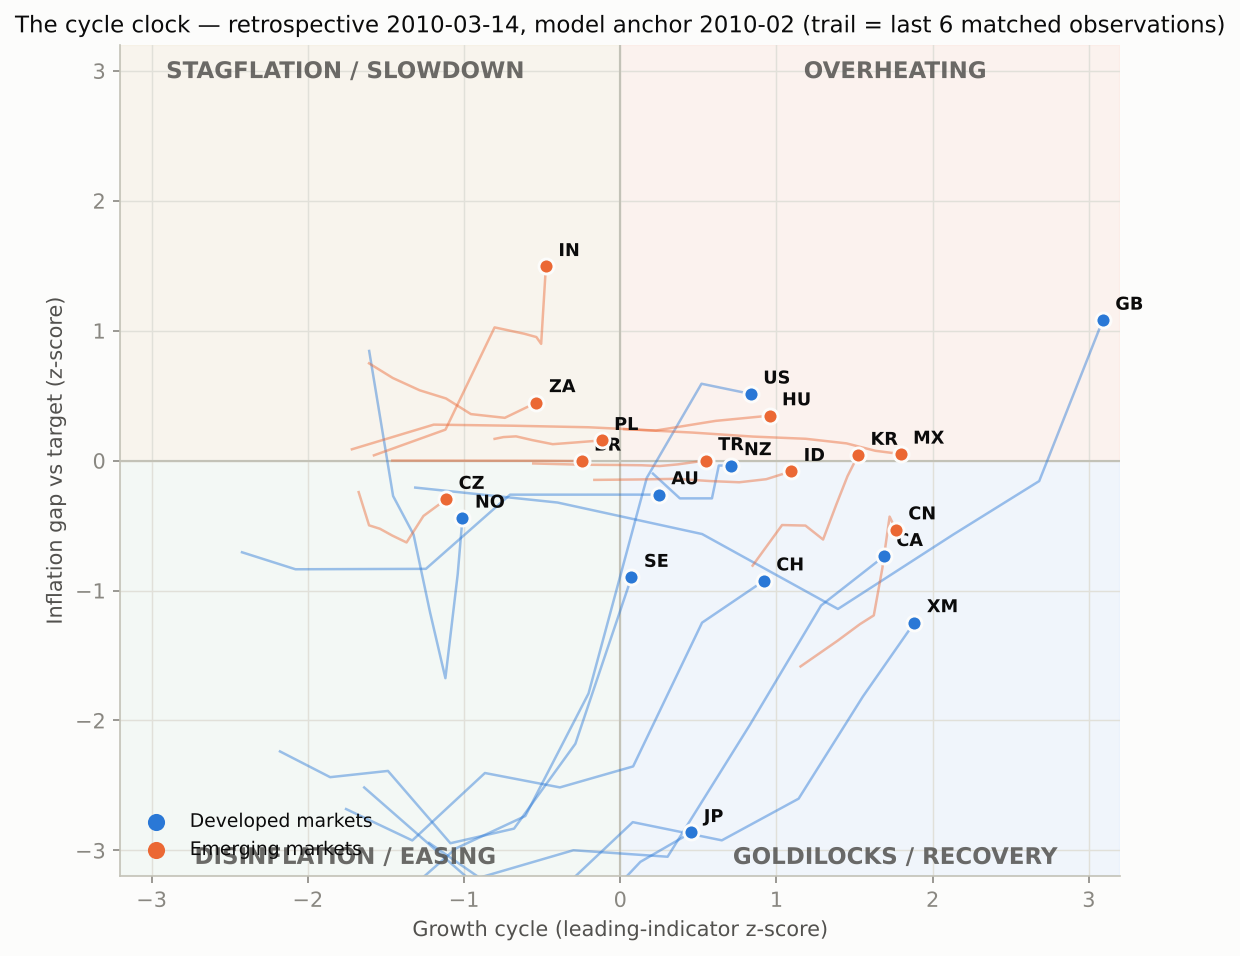 The cycle clock — retrospective 2010-03-14, model anchor 2010-02 (trail = last 6 matched observations)
STAGFLATION / SLOWDOWN
OVERHEATING
Inflation gap vs target (z-score)
3
2
1
0
−1
−2
−3
IN
GB
US
ZA
HU
PL
TR
NZ
KR
MX
ID
AU
CZ
NO
CN
CA
SE
CH
XM
JP
Developed markets
Emerging markets
DISINFLATION / EASING
GOLDILOCKS / RECOVERY
−3
−2
−1
0
1
2
3
Growth cycle (leading-indicator z-score)